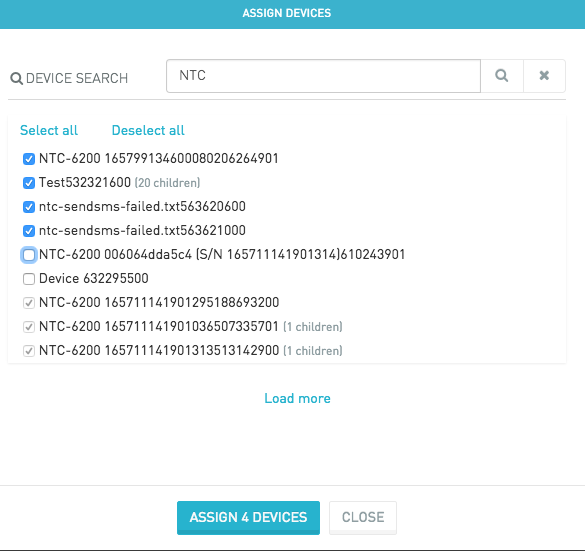 ASSIGN DEVICES
DEVICE SEARCH NTC
Select all Deselect all
NTC-6200 165799134600080206264901
Test532321600 (20 children)
ntc-sendsms-failed.txt563620600
ntc-sendsms-failed.txt563621000
NTC-6200 006064dda5c4 (S/N 165711141901314)610243901
Device 632295500
NTC-6200 165711141901295188693200
NTC-6200 165711141901036507335701 (1 children)
NTC-6200 165711141901313513142900 (1 children)
Load more
ASSIGN 4 DEVICES CLOSE